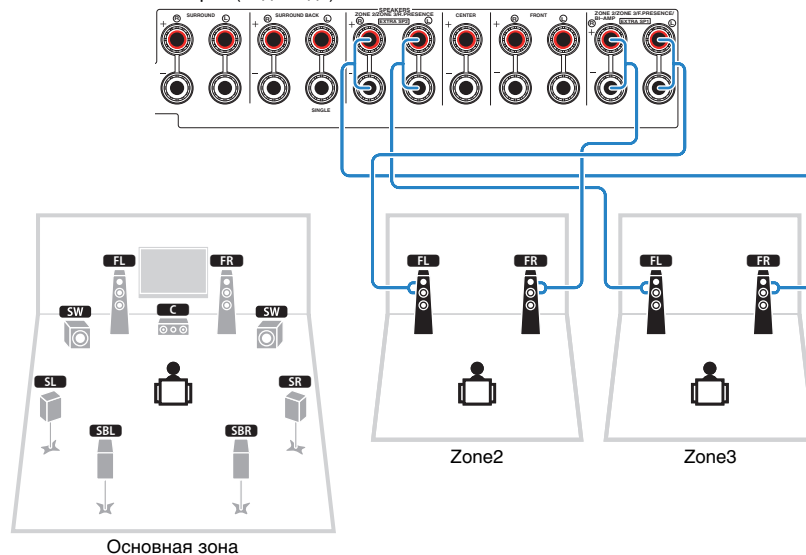 SPEAKERS
SURROUND
SURROUND BACK
ZONE 2/ZONE 3/R.PRESENCE
EXTRA SP2
CENTER
FRONT
ZONE 2/ZONE 3/F.PRESENCE/
BI-AMP
EXTRA SP1
R L R L R L R L R L
+ + + + + +
- - - - - -
SINGLE
FL FR
FL FR
FL FR
SW C SW
SL SR
SBL SBR
Zone2
Zone3
Основная зона